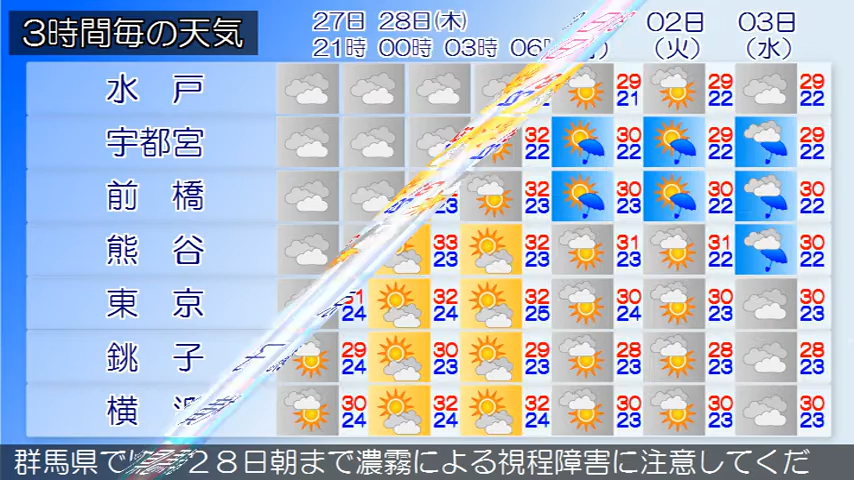 3時間毎の天気
27日 28日(木) 02日 03日
21時 00時 03時 (火) (水)
水戸 29 21 29 22 29 22
宇都宮 32 22 30 22 29 22 29 22
前橋 23 32 23 30 23 30 22 30 22
熊谷 33 23 32 23 31 23 31 22 30 22
東京 24 32 24 32 25 30 24 30 23 30 23
銚子 29 24 30 23 29 23 28 23 28 23 28 23
横 30 24 32 24 32 24 30 23 30 23 30 23
群馬県で 28日朝まで濃霧による視程障害に注意してくだ